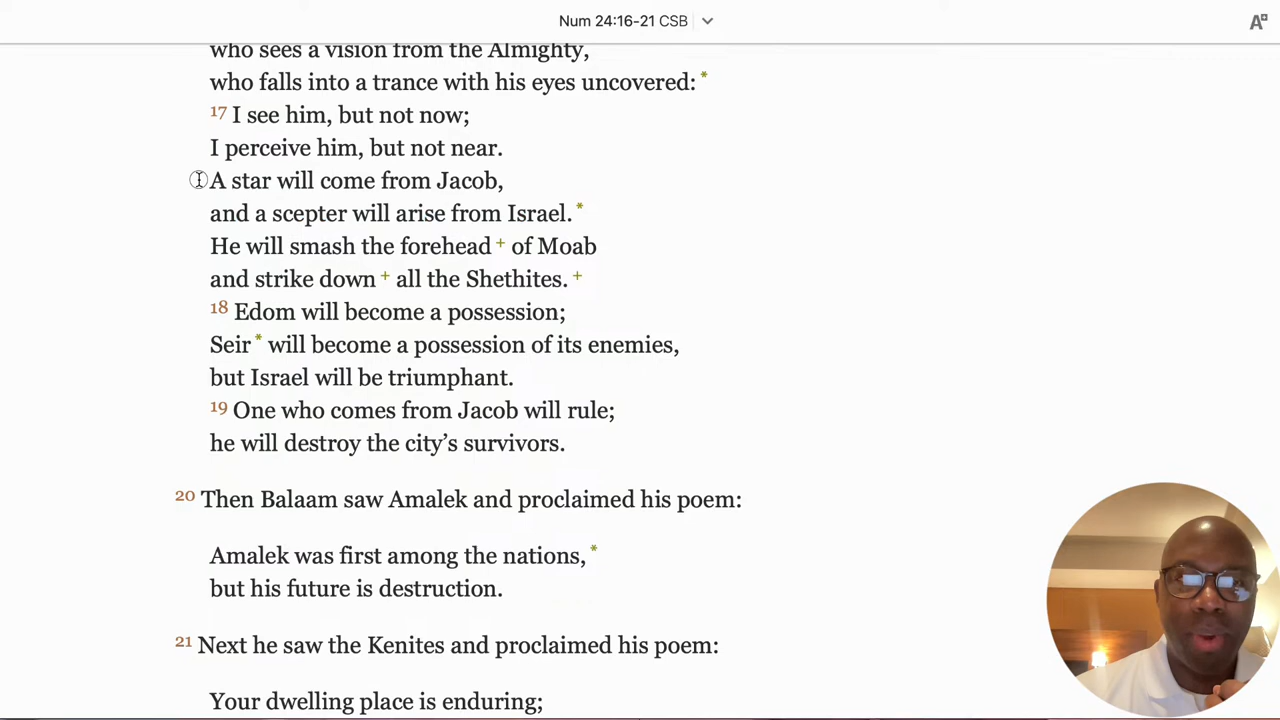 Num 24:16-21 CSB
who sees a vision from the Almighty,
who falls into a trance with his eyes uncovered: *
17 I see him, but not now;
I perceive him, but not near.
A star will come from Jacob,
and a scepter will arise from Israel. *
He will smash the forehead + of Moab
and strike down + all the Shethites. +
18 Edom will become a possession;
Seir * will become a possession of its enemies,
but Israel will be triumphant.
19 One who comes from Jacob will rule;
he will destroy the city’s survivors.
20 Then Balaam saw Amalek and proclaimed his poem:
Amalek was first among the nations, *
but his future is destruction.
21 Next he saw the Kenites and proclaimed his poem:
Your dwelling place is enduring;